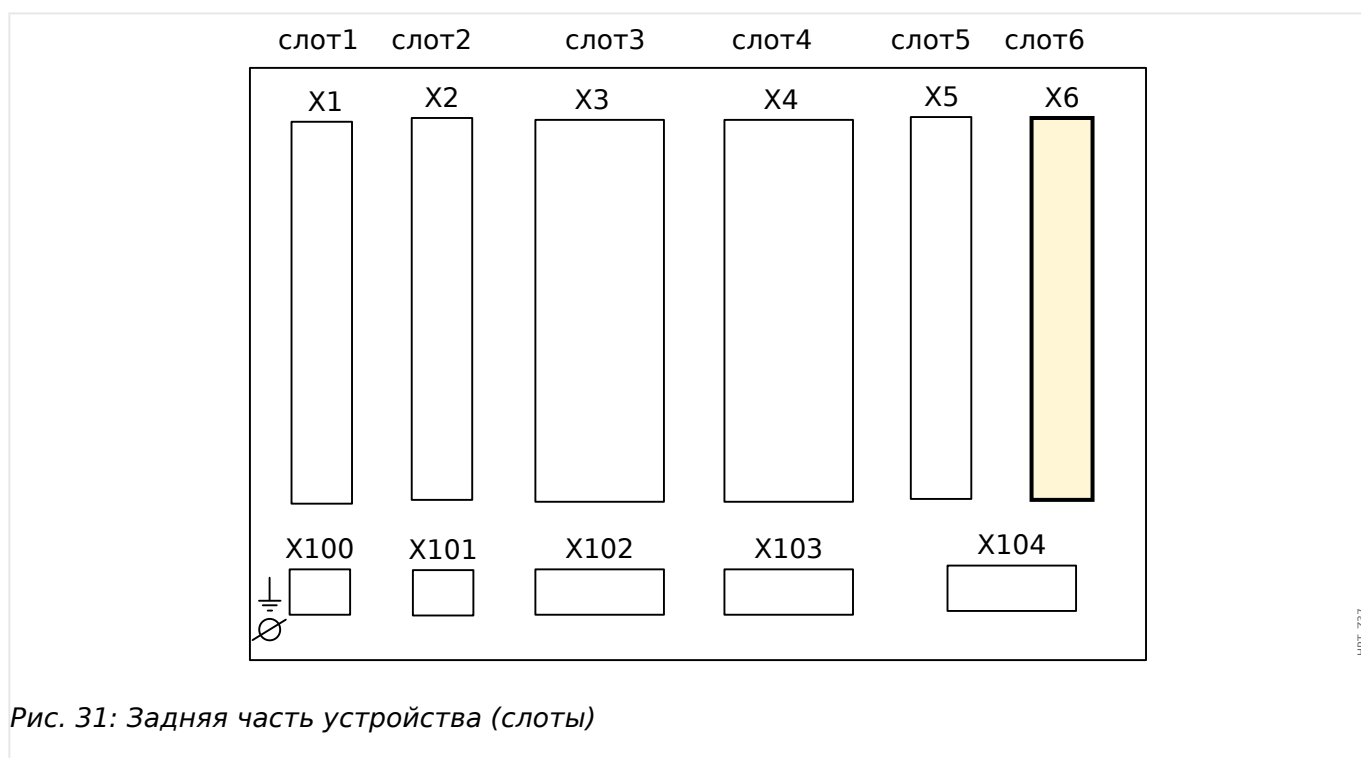 слот1 слот2 слот3 слот4 слот5 слот6
X1 X2 X3 X4 X5 X6
X100 X101 X102 X103 X104
Рис. 31: Задняя часть устройства (слоты)